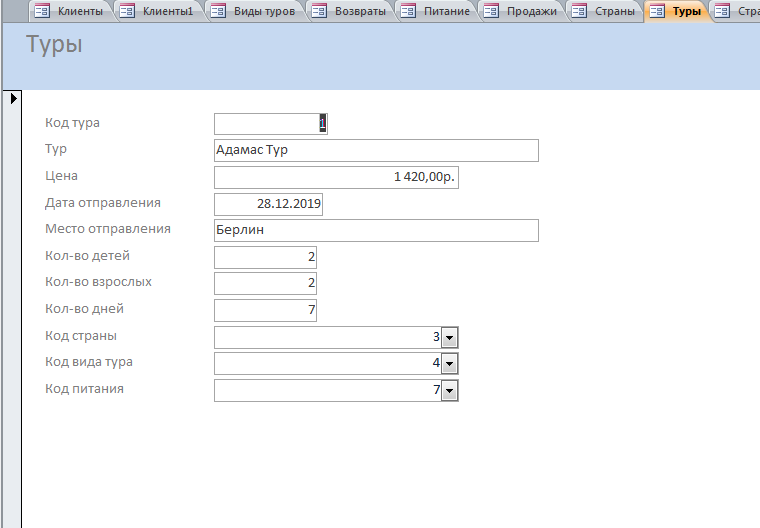 Клиенты Клиенты1 Виды туров Возвраты Питание Продажи Страны Туры Стра
Туры
Код тура 1
Тур Адамас Тур
Цена 1 420,00р.
Дата отправления 28.12.2019
Место отправления Берлин
Кол-во детей 2
Кол-во взрослых 2
Кол-во дней 7
Код страны 3
Код вида тура 4
Код питания 7